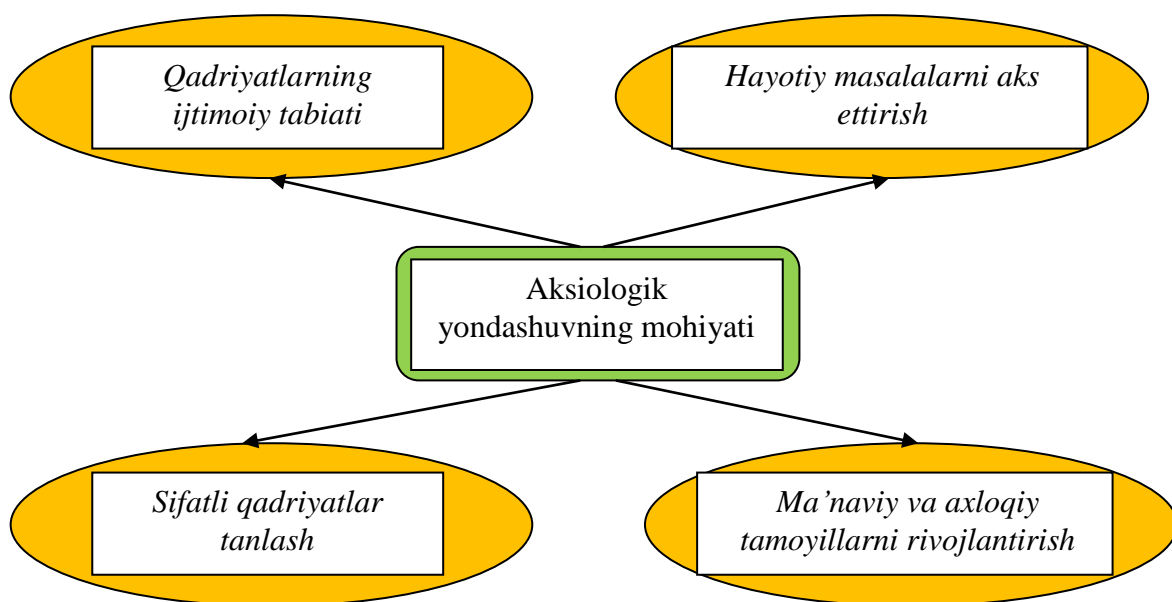 Qadriyatlarning
ijtimoiy tabiati
Hayotiy masalalarni aks
ettirish
Aksiologik
yondashuvning mohiyati
Sifatli qadriyatlar
tanlash
Ma’naviy va axloqiy
tamoyillarni rivojlantirish